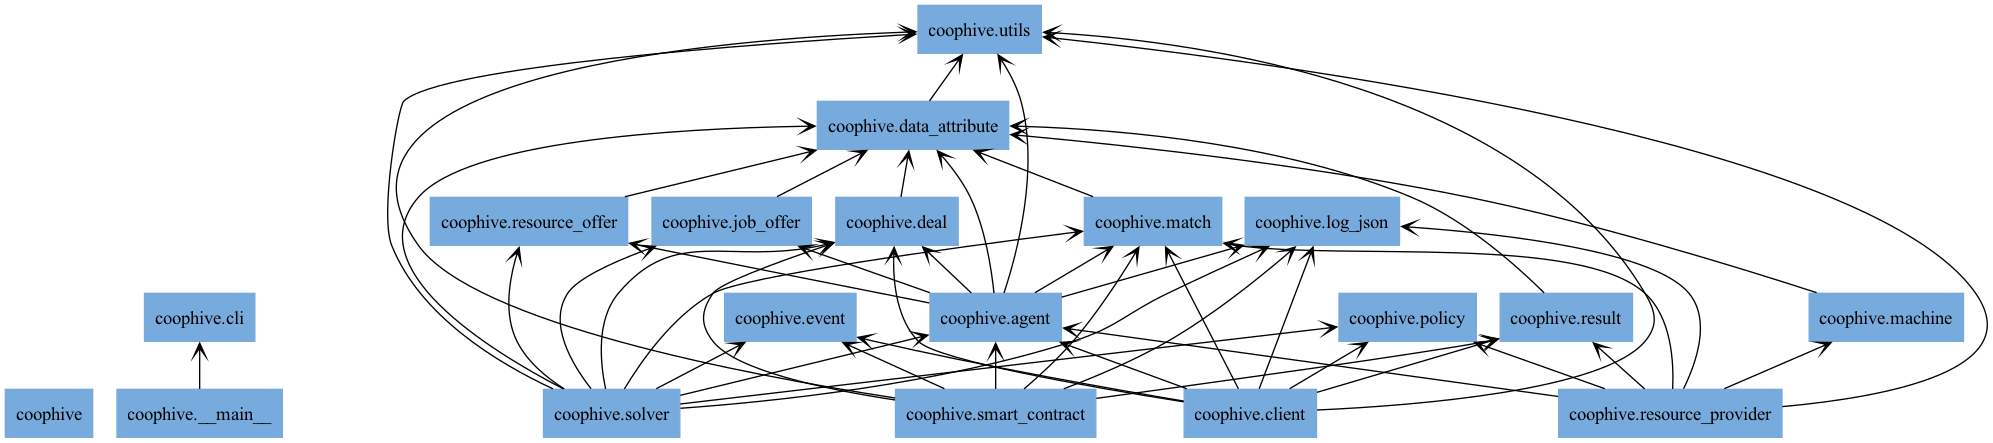 coophive.utils
coophive.data_attribute
coophive.resource_offer
coophive.job_offer
coophive.deal
coophive.match
coophive.log_json
coophive.cli
coophive.event
coophive.agent
coophive.policy
coophive.result
coophive.machine
coophive
coophive.__main__
coophive.solver
coophive.smart_contract
coophive.client
coophive.resource_provider